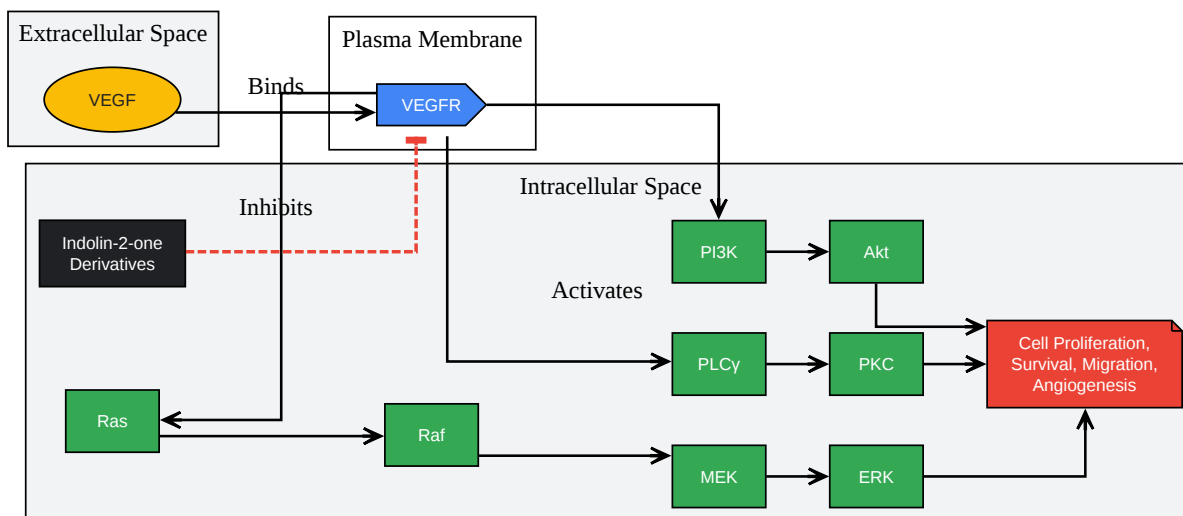 Extracellular Space
Plasma Membrane
VEGF
Binds
VEGFR
Intracellular Space
Inhibits
Indolin-2-one
Derivatives
PI3K
Akt
Activates
PLCγ
PKC
Cell Proliferation,
Survival, Migration,
Angiogenesis
Ras
Raf
MEK
ERK